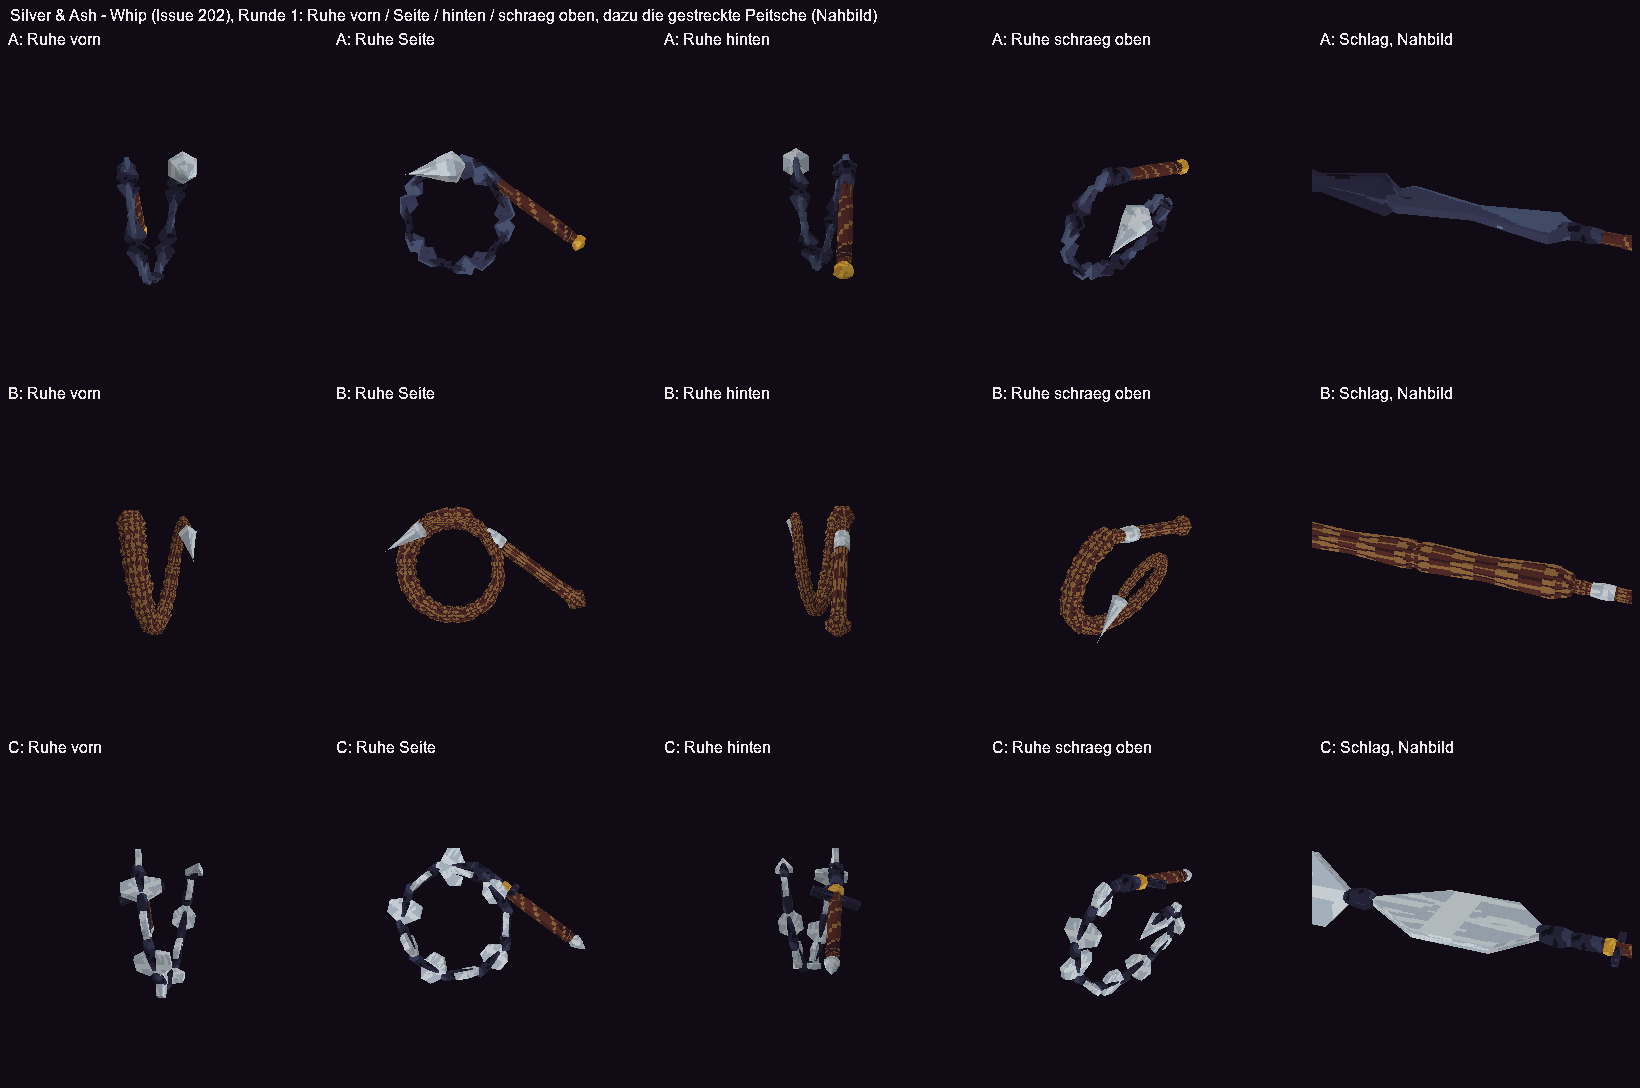 Silver & Ash - Whip (Issue 202), Runde 1: Ruhe vorn / Seite / hinten / schraeg oben, dazu die gestreckte Peitsche (Nahbild)
A: Ruhe vorn
A: Ruhe Seite
A: Ruhe hinten
A: Ruhe schraeg oben
A: Schlag, Nahbild
B: Ruhe vorn
B: Ruhe Seite
B: Ruhe hinten
B: Ruhe schraeg oben
B: Schlag, Nahbild
C: Ruhe vorn
C: Ruhe Seite
C: Ruhe hinten
C: Ruhe schraeg oben
C: Schlag, Nahbild